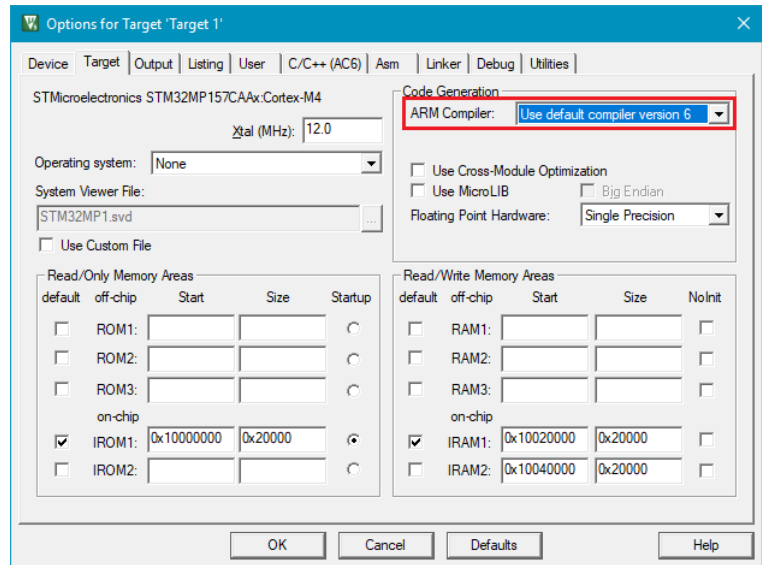 Options for Target 'Target 1'
Device Target Output Listing User C/C++ (AC6) Asm Linker Debug Utilities
STMicroelectronics STM32MP157CAAx:Cortex-M4
Xtal (MHz): 12.0
Operating system: None
System Viewer File:
STM32MP1.svd
...
Use Custom File
Code Generation
ARM Compiler: Use default compiler version 6
Use Cross-Module Optimization
Use MicroLIB Big Endian
Floating Point Hardware: Single Precision
Read/Only Memory Areas
default off-chip Start Size Startup
ROM1:
ROM2:
ROM3:
on-chip
IROM1: 0x10000000 0x20000
IROM2:
Read/Write Memory Areas
default off-chip Start Size NoInit
RAM1:
RAM2:
RAM3:
on-chip
IRAM1: 0x10020000 0x20000
IRAM2: 0x10040000 0x20000
OK Cancel Defaults Help